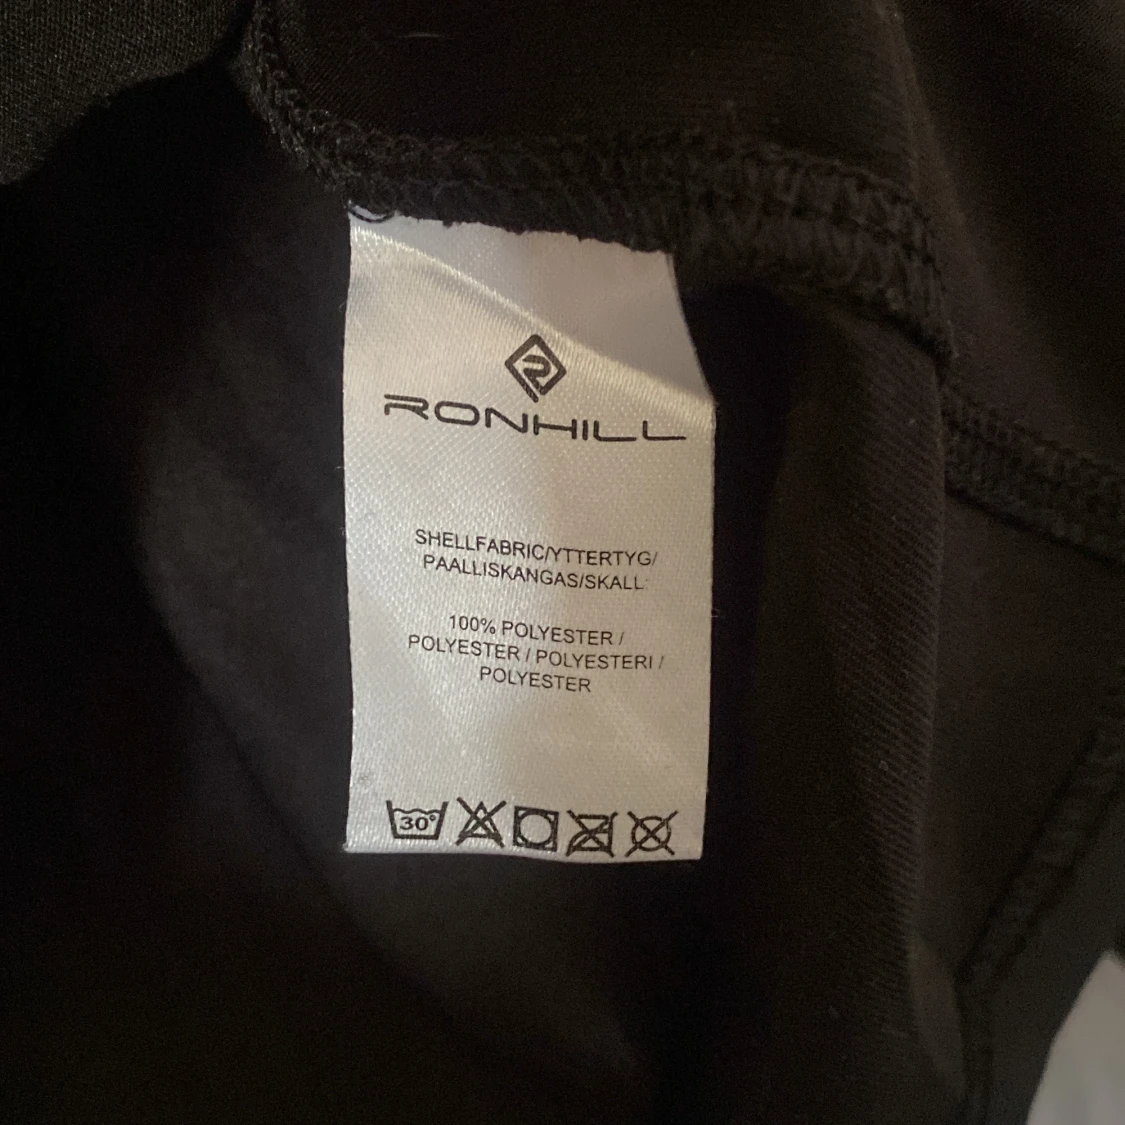 RONHILL
SHELLFABRIC/YTTERTYG/
PAALLISKANGAS/SKALL
100% POLYESTER /
POLYESTER / POLYESTERI /
POLYESTER
30°